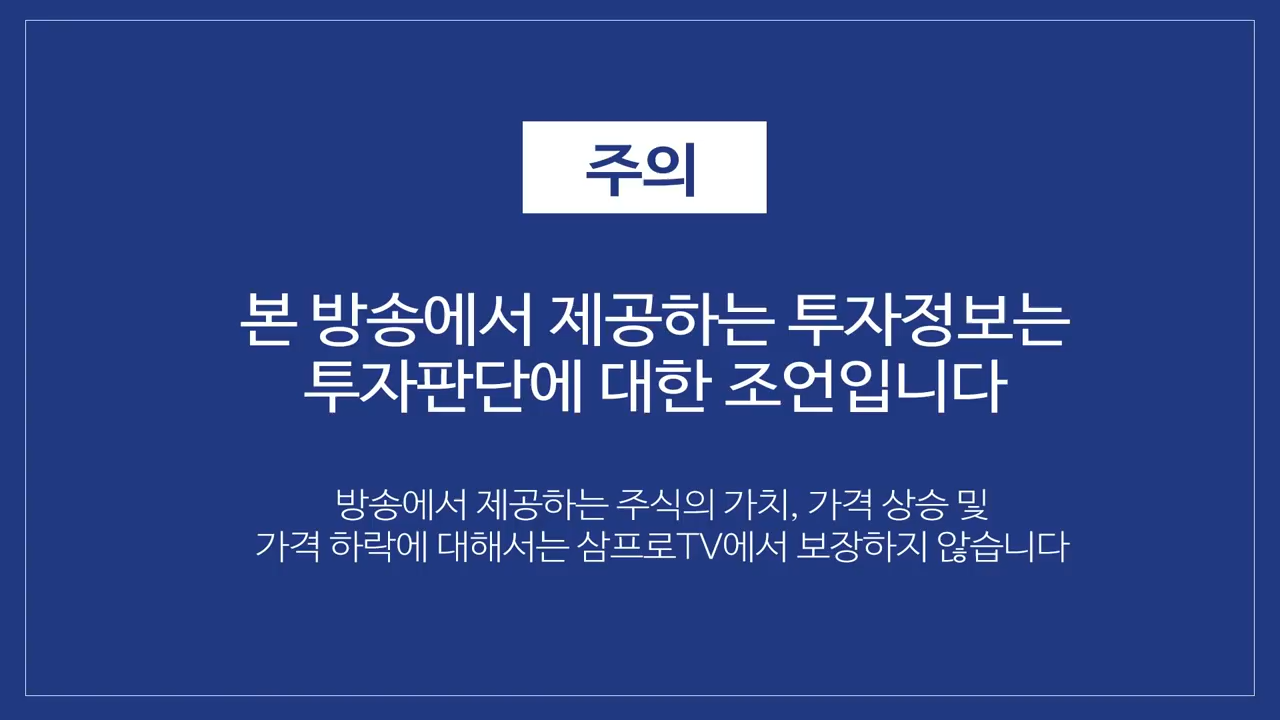 주의
본 방송에서 제공하는 투자정보는
투자판단에 대한 조언입니다
방송에서 제공하는 주식의 가치, 가격 상승 및
가격 하락에 대해서는 삼프로TV에서 보장하지 않습니다